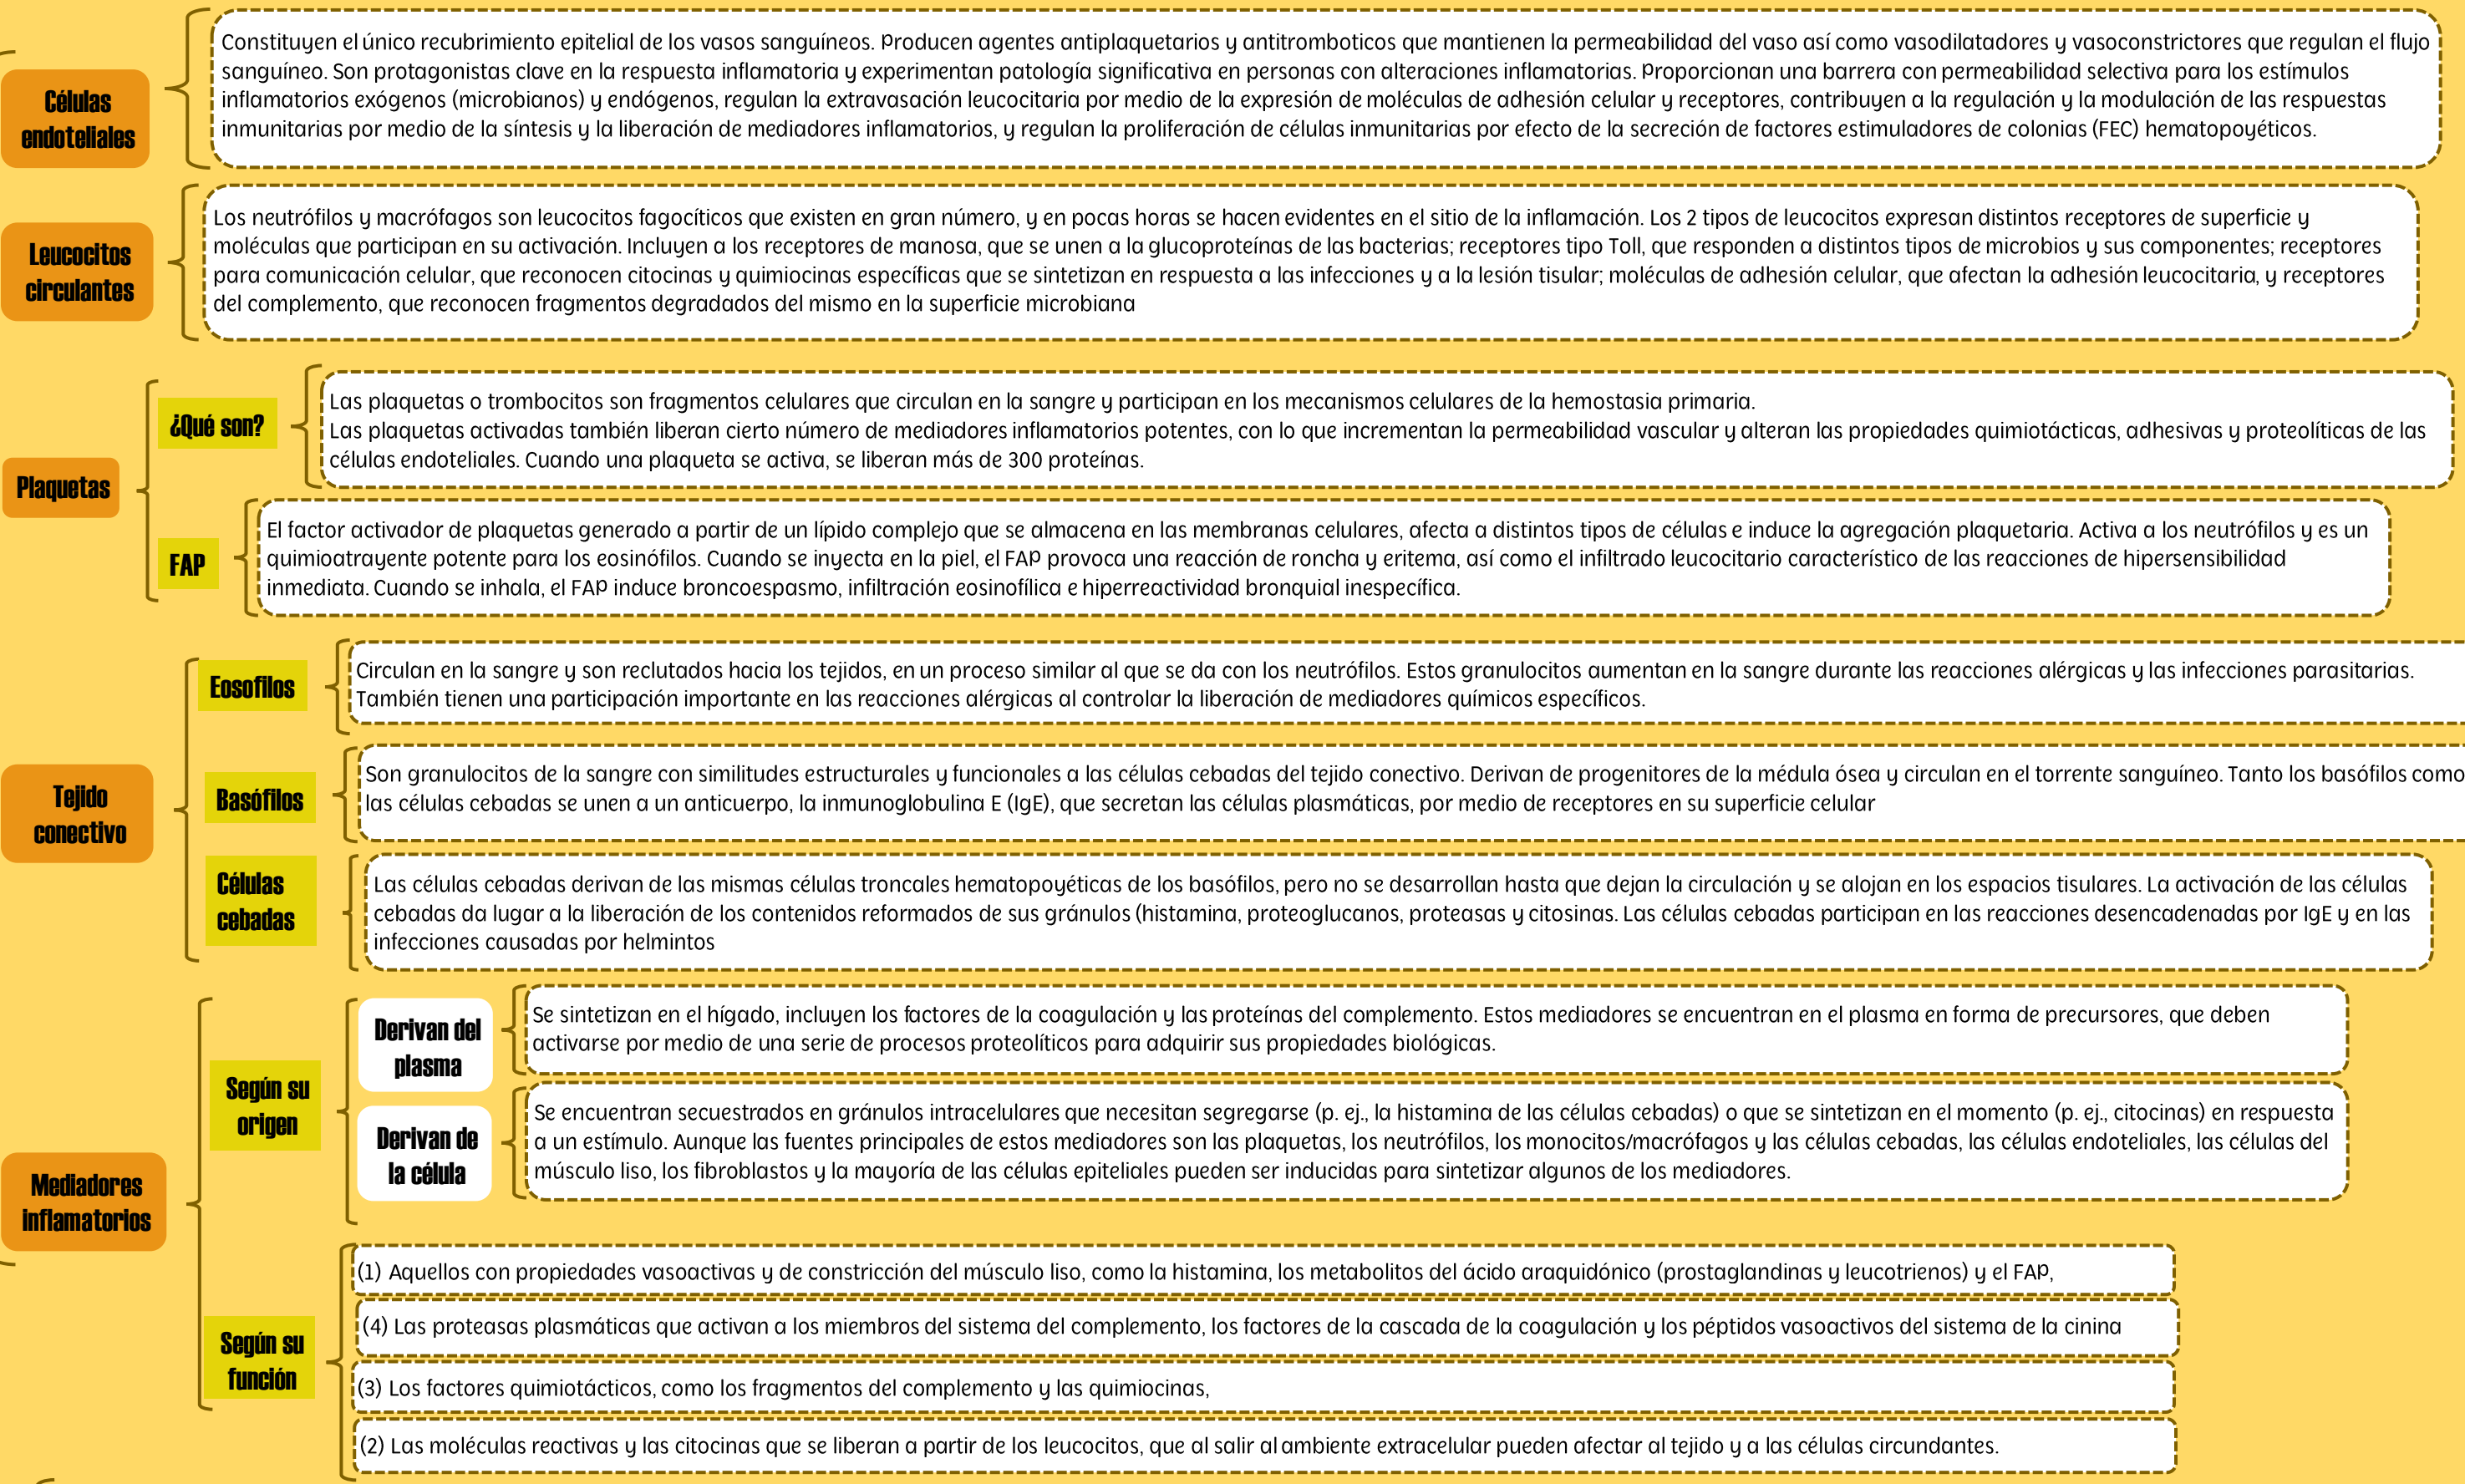 Células
endoteliales
Constituyen el único recubrimiento epitelial de los vasos sanguíneos. Producen agentes antiplaquetarios y antitromboticos que mantienen la permeabilidad del vaso así como vasodilatadores y vasoconstrictores que regulan el flujo
sanguíneo. Son protagonistas clave en la respuesta inflamatoria y experimentan patología significativa en personas con alteraciones inflamatorias. Proporcionan una barrera con permeabilidad selectiva para los estímulos
inflamatorios exógenos (microbianos) y endógenos, regulan la extravasación leucocitaria por medio de la expresión de moléculas de adhesión celular y receptores, contribuyen a la regulación y la modulación de las respuestas
inmunitarias por medio de la síntesis y la liberación de mediadores inflamatorios, y regulan la proliferación de células inmunitarias por efecto de la secreción de factores estimuladores de colonias (FEC) hematopoyéticos.
Leucocitos
circulantes
Los neutrófilos y macrófagos son leucocitos fagocíticos que existen en gran número, y en pocas horas se hacen evidentes en el sitio de la inflamación. Los 2 tipos de leucocitos expresan distintos receptores de superficie y
moléculas que participan en su activación. Incluyen a los receptores de manosa, que se unen a la glucoproteínas de las bacterias; receptores tipo Toll, que responden a distintos tipos de microbios y sus componentes; receptores
para comunicación celular, que reconocen citocinas y quimiocinas específicas que se sintetizan en respuesta a las infecciones y a la lesión tisular; moléculas de adhesión celular, que afectan la adhesión leucocitaria, y receptores
del complemento, que reconocen fragmentos degradados del mismo en la superficie microbiana
Plaquetas
¿Qué son?
Las plaquetas o trombocitos son fragmentos celulares que circulan en la sangre y participan en los mecanismos celulares de la hemostasia primaria.
Las plaquetas activadas también liberan cierto número de mediadores inflamatorios potentes, con lo que incrementan la permeabilidad vascular y alteran las propiedades quimiotácticas, adhesivas y proteolíticas de las
células endoteliales. Cuando una plaqueta se activa, se liberan más de 300 proteínas.
FAP
El factor activador de plaquetas generado a partir de un lípido complejo que se almacena en las membranas celulares, afecta a distintos tipos de células e induce la agregación plaquetaria. Activa a los neutrófilos y es un
quimioatrayente potente para los eosinófilos. Cuando se inyecta en la piel, el FAP provoca una reacción de roncha y eritema, así como el infiltrado leucocitario característico de las reacciones de hipersensibilidad
inmediata. Cuando se inhala, el FAP induce broncoespasmo, infiltración eosinofílica e hiperreactividad bronquial inespecífica.
Tejido
conectivo
Eosofilos
Circulan en la sangre y son reclutados hacia los tejidos, en un proceso similar al que se da con los neutrófilos. Estos granulocitos aumentan en la sangre durante las reacciones alérgicas y las infecciones parasitarias.
También tienen una participación importante en las reacciones alérgicas al controlar la liberación de mediadores químicos específicos.
Basófilos
Son granulocitos de la sangre con similitudes estructurales y funcionales a las células cebadas del tejido conectivo. Derivan de progenitores de la médula ósea y circulan en el torrente sanguíneo. Tanto los basófilos como
las células cebadas se unen a un anticuerpo, la inmunoglobulina E (IgE), que secretan las células plasmáticas, por medio de receptores en su superficie celular
Células
cebadas
Las células cebadas derivan de las mismas células troncales hematopoyéticas de los basófilos, pero no se desarrollan hasta que dejan la circulación y se alojan en los espacios tisulares. La activación de las células
cebadas da lugar a la liberación de los contenidos reformados de sus gránulos (histamina, proteoglucanos, proteasas y citosinas. Las células cebadas participan en las reacciones desencadenadas por IgE y en las
infecciones causadas por helmintos
Mediadores
inflamatorios
Según su
origen
Derivan del
plasma
Se sintetizan en el hígado, incluyen los factores de la coagulación y las proteínas del complemento. Estos mediadores se encuentran en el plasma en forma de precursores, que deben
activarse por medio de una serie de procesos proteolíticos para adquirir sus propiedades biológicas.
Derivan de
la célula
Se encuentran secuestrados en gránulos intracelulares que necesitan segregarse (p. ej., la histamina de las células cebadas) o que se sintetizan en el momento (p. ej., citocinas) en respuesta
a un estímulo. Aunque las fuentes principales de estos mediadores son las plaquetas, los neutrófilos, los monocitos/macrófagos y las células cebadas, las células endoteliales, las células del
músculo liso, los fibroblastos y la mayoría de las células epiteliales pueden ser inducidas para sintetizar algunos de los mediadores.
Según su
función
(1) Aquellos con propiedades vasoactivas y de constricción del músculo liso, como la histamina, los metabolitos del ácido araquidónico (prostaglandinas y leucotrienos) y el FAP,
(4) Las proteasas plasmáticas que activan a los miembros del sistema del complemento, los factores de la cascada de la coagulación y los péptidos vasoactivos del sistema de la cinina
(3) Los factores quimiotácticos, como los fragmentos del complemento y las quimiocinas,
(2) Las moléculas reactivas y las citocinas que se liberan a partir de los leucocitos, que al salir al ambiente extracelular pueden afectar al tejido y a las células circundantes.